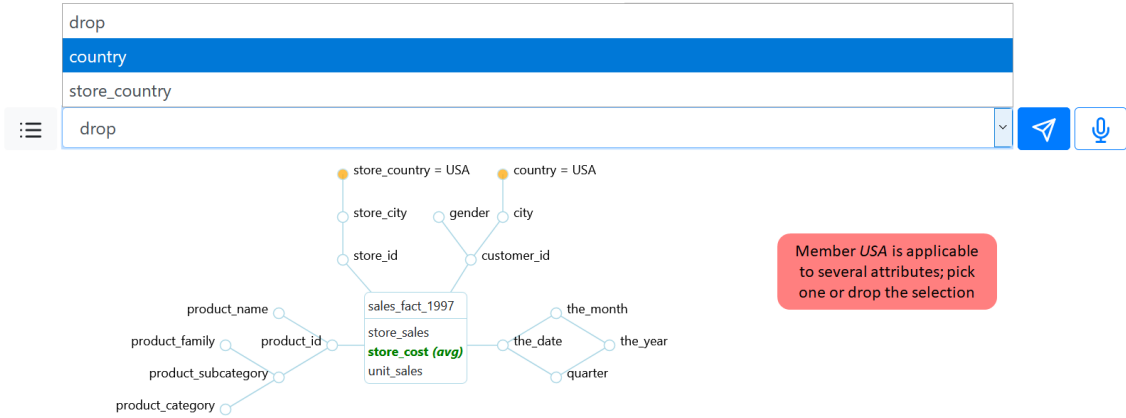 drop
country
store_country
drop
store_country = USA
country = USA
store_city
gender
city
store_id
customer_id
Member USA is applicable
to several attributes; pick
one or drop the selection
sales_fact_1997
product_name
the_month
store_sales
product_family
product_id
store_cost (avg)
the_date
the_year
unit_sales
product_subcategory
quarter
product_category